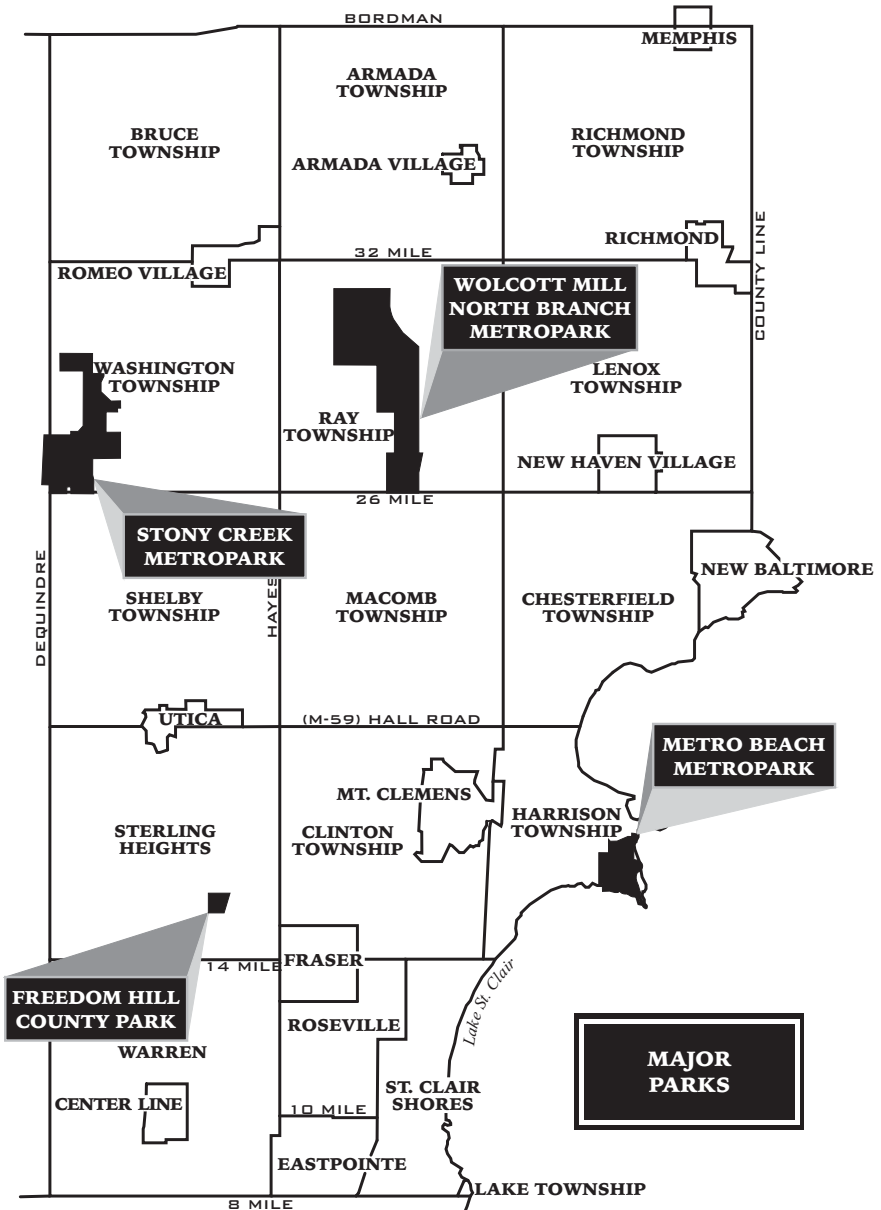 BORDMAN
MEMPHIS
ARMADA
TOWNSHIP
BRUCE
TOWNSHIP
RICHMOND
TOWNSHIP
ARMADA VILLAGE
COUNTY LINE
RICHMOND
32 MILE
ROMEO VILLAGE
WOLCOTT MILL
NORTH BRANCH
METROPARK
WASHINGTON
TOWNSHIP
LENOX
TOWNSHIP
RAY
TOWNSHIP
NEW HAVEN VILLAGE
26 MILE
STONY CREEK
METROPARK
DEQUINDRE
HAYES
NEW BALTIMORE
SHELBY
TOWNSHIP
MACOMB
TOWNSHIP
CHESTERFIELD
TOWNSHIP
UTICA
(M-59) HALL ROAD
METRO BEACH
METROPARK
MT. CLEMENS
HARRISON
TOWNSHIP
STERLING
HEIGHTS
CLINTON
TOWNSHIP
14 MILE
FRASER
Lake St. Clair
FREEDOM HILL
COUNTY PARK
ROSEVILLE
WARREN
MAJOR
PARKS
CENTER LINE
ST. CLAIR
SHORES
10 MILE
EASTPOINTE
LAKE TOWNSHIP
8 MILE